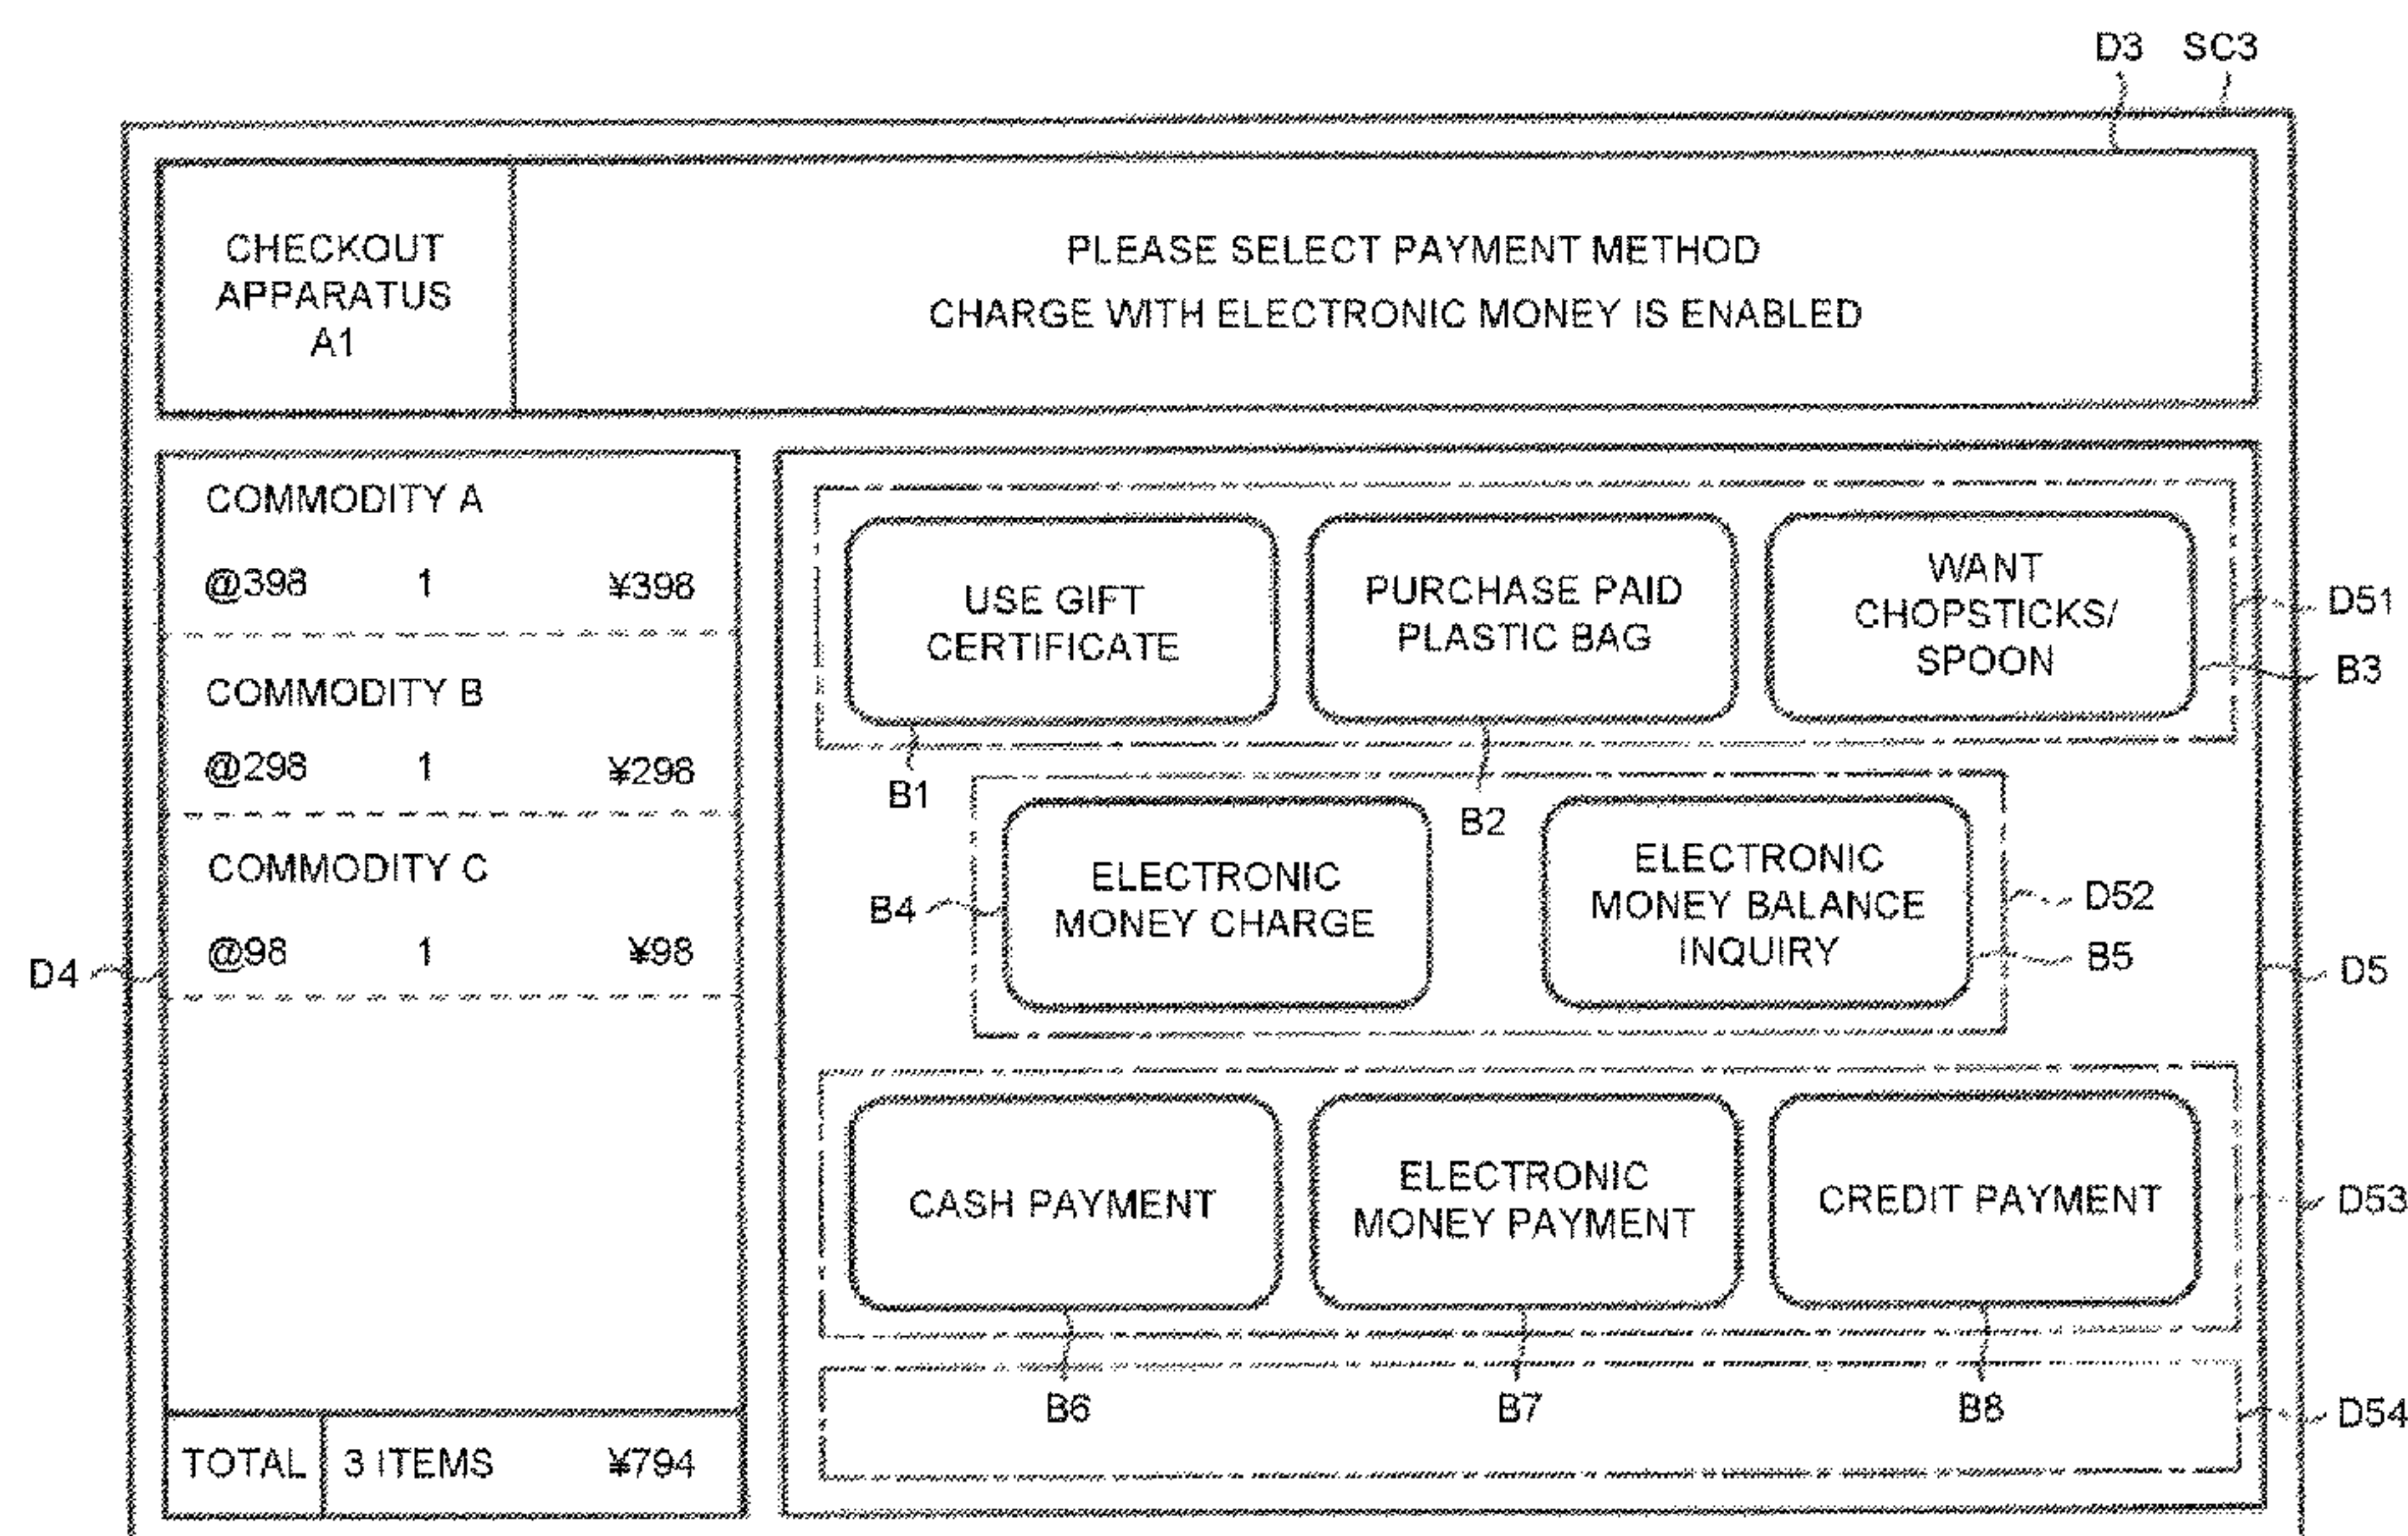 D3 SC3
CHECKOUT
APPARATUS
A1
PLEASE SELECT PAYMENT METHOD
CHARGE WITH ELECTRONIC MONEY IS ENABLED
COMMODITY A
@398 1 ¥398
COMMODITY B
@298 1 ¥298
COMMODITY C
@98 1 ¥98
D4
TOTAL 3 ITEMS ¥794
USE GIFT
CERTIFICATE
PURCHASE PAID
PLASTIC BAG
WANT
CHOPSTICKS/
SPOON
D51
B3
B1
B2
B4
ELECTRONIC
MONEY CHARGE
ELECTRONIC
MONEY BALANCE
INQUIRY
D52
B5
D5
CASH PAYMENT
ELECTRONIC
MONEY PAYMENT
CREDIT PAYMENT
D53
B6
B7
B8
D54